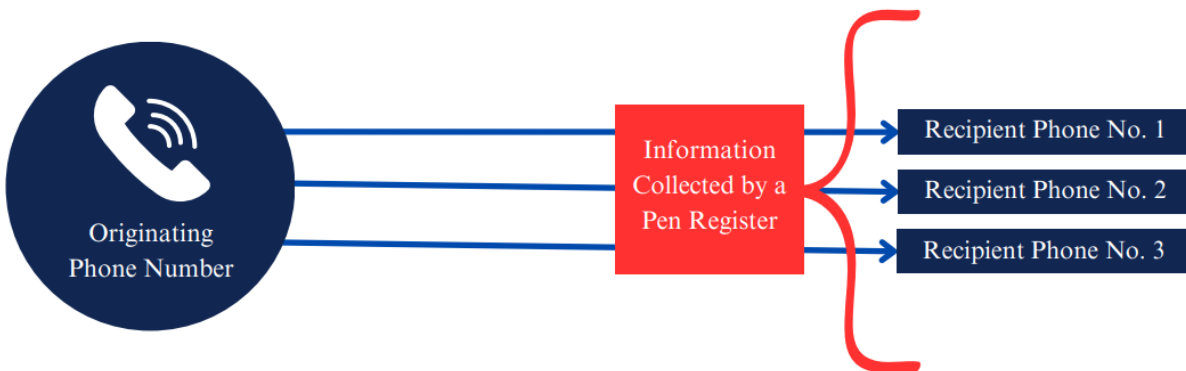 Originating
Phone Number
Information
Collected by a
Pen Register
Recipient Phone No. 1
Recipient Phone No. 2
Recipient Phone No. 3